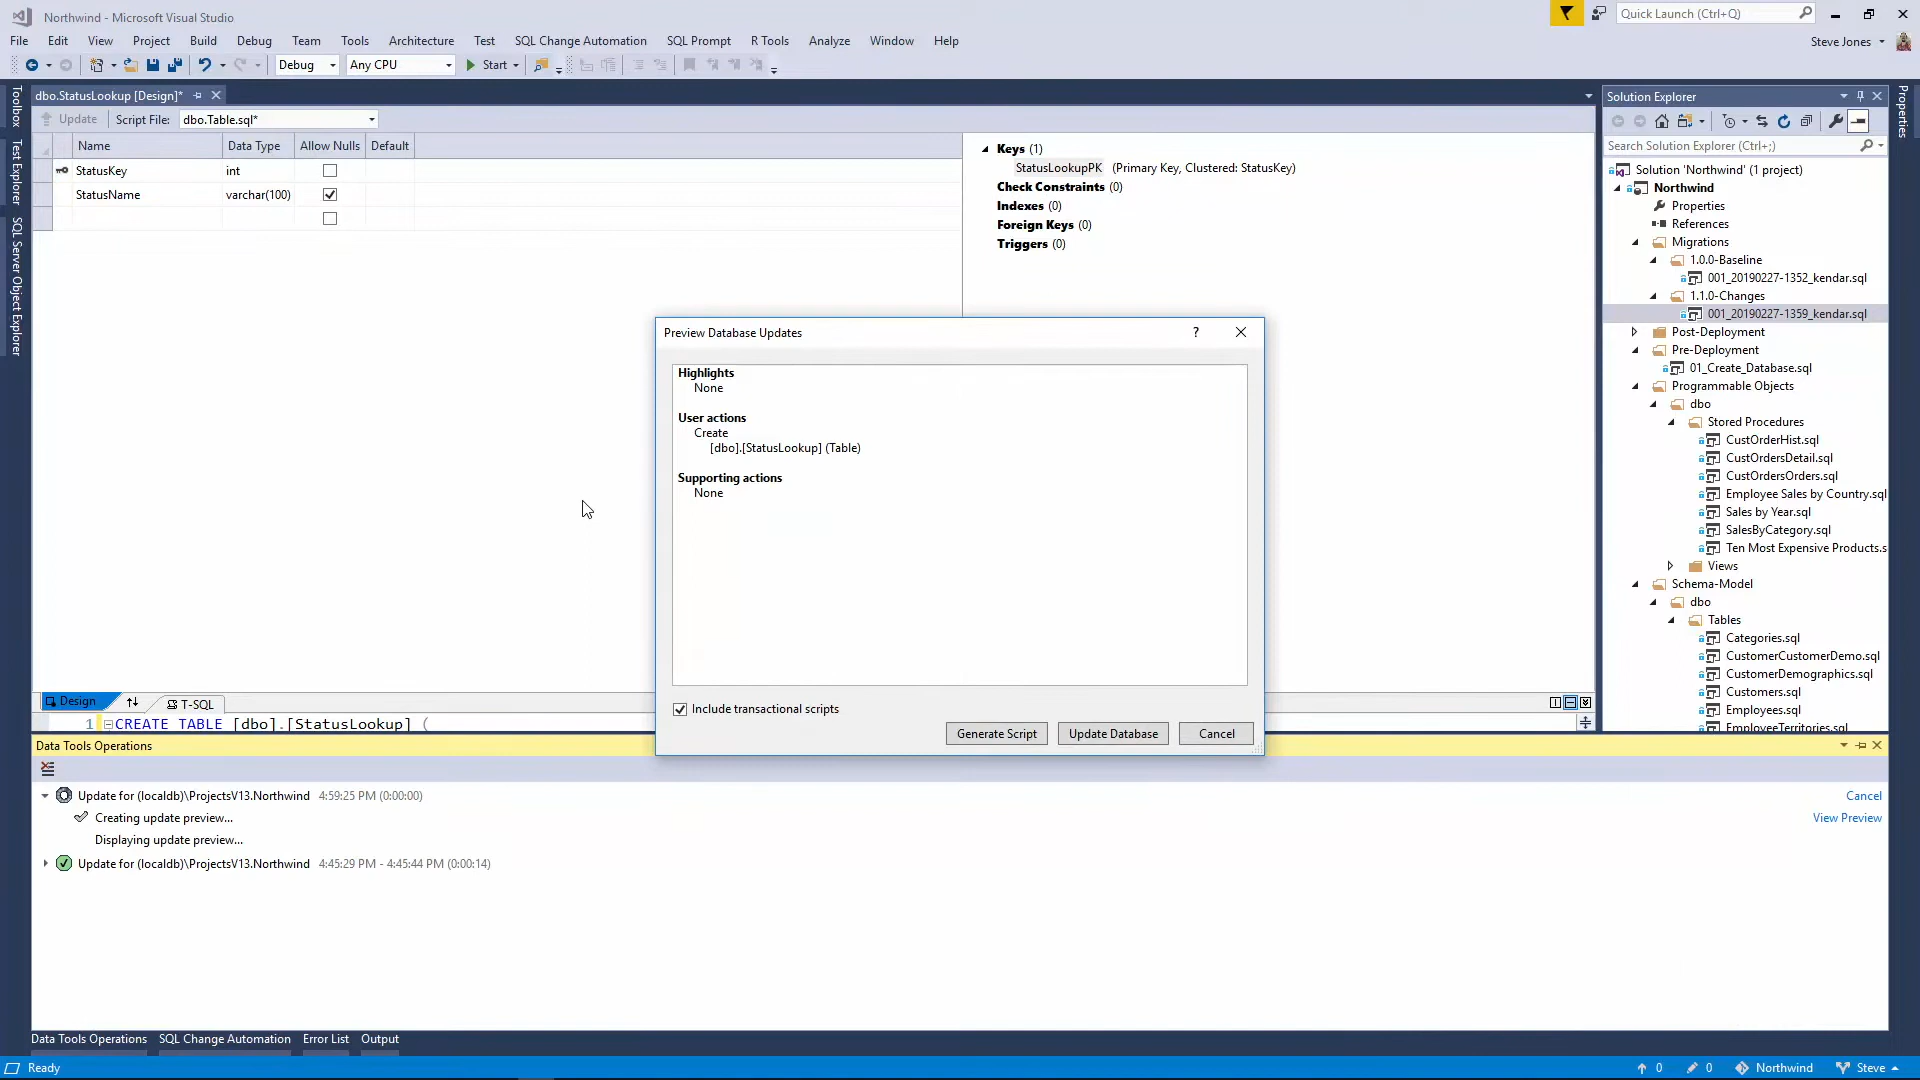 Northwind - Microsoft Visual Studio
Quick Launch (Ctrl+Q)
File Edit View Project Build Debug Team Tools Architecture Test SQL Change Automation SQL Prompt R Tools Analyze Window Help
Steve Jones
Debug Any CPU Start
Toolbox
Test Explorer
SQL Server Object Explorer
dbo.StatusLookup [Design]*
Update Script File: dbo.Table.sql*
Name Data Type Allow Nulls Default
StatusKey int
StatusName varchar(100)
Keys (1)
StatusLookupPK (Primary Key, Clustered: StatusKey)
Check Constraints (0)
Indexes (0)
Foreign Keys (0)
Triggers (0)
Preview Database Updates
?
Highlights
None
User actions
Create
[dbo].[StatusLookup] (Table)
Supporting actions
None
Include transactional scripts
Generate Script Update Database Cancel
Design T-SQL
1 CREATE TABLE [dbo].[StatusLookup] (
Data Tools Operations
Update for (localdb)\ProjectsV13.Northwind 4:59:25 PM (0:00:00) Cancel
Creating update preview... View Preview
Displaying update preview...
Update for (localdb)\ProjectsV13.Northwind 4:45:29 PM - 4:45:44 PM (0:00:14)
Data Tools Operations SQL Change Automation Error List Output
Ready
0 0 Northwind Steve
Solution Explorer
Search Solution Explorer (Ctrl+;)
Solution 'Northwind' (1 project)
Northwind
Properties
References
Migrations
1.0.0-Baseline
001_20190227-1352_kendar.sql
1.1.0-Changes
001_20190227-1359_kendar.sql
Post-Deployment
Pre-Deployment
01_Create_Database.sql
Programmable Objects
dbo
Stored Procedures
CustOrderHist.sql
CustOrdersDetail.sql
CustOrdersOrders.sql
Employee Sales by Country.sql
Sales by Year.sql
SalesByCategory.sql
Ten Most Expensive Products.s
Views
Schema-Model
dbo
Tables
Categories.sql
CustomerCustomerDemo.sql
CustomerDemographics.sql
Customers.sql
Employees.sql
EmployeeTerritories.sql
Properties